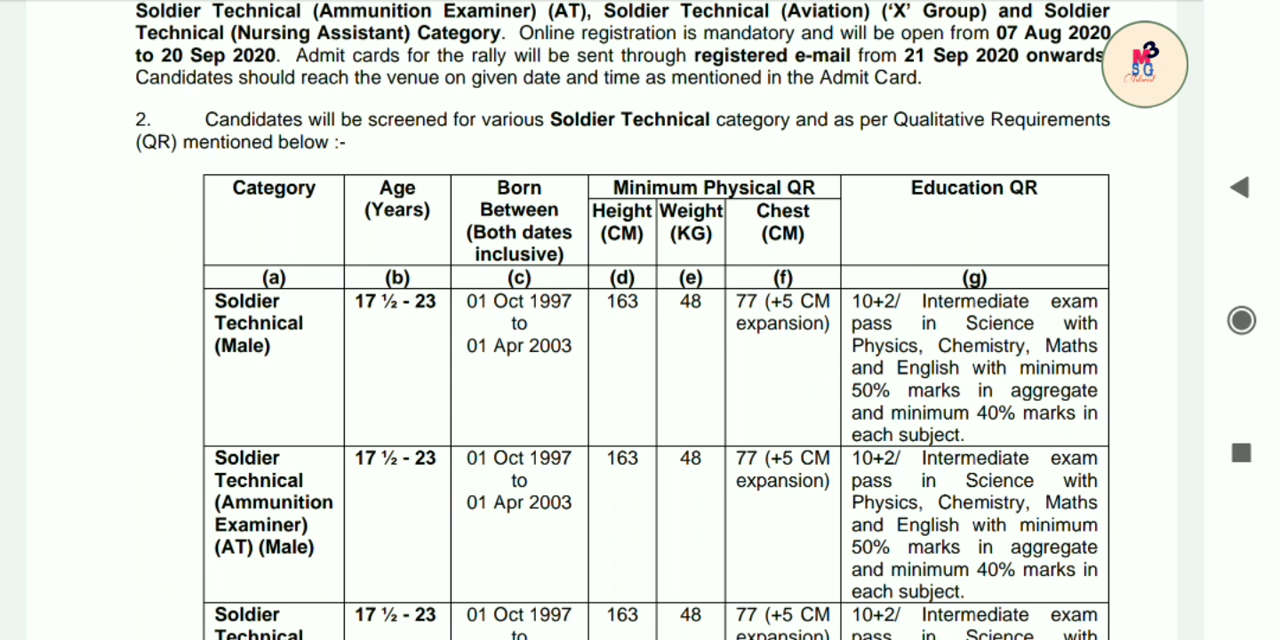 Soldier Technical (Ammunition Examiner) (AT), Soldier Technical (Aviation) ('X' Group) and Soldier
Technical (Nursing Assistant) Category. Online registration is mandatory and will be open from 07 Aug 2020
to 20 Sep 2020. Admit cards for the rally will be sent through registered e-mail from 21 Sep 2020 onwards
Candidates should reach the venue on given date and time as mentioned in the Admit Card.
M3
SG
2. Candidates will be screened for various Soldier Technical category and as per Qualitative Requirements
(QR) mentioned below :-
Category Age (Years) Born Between (Both dates inclusive) Minimum Physical QR Education QR
Height (CM) Weight (KG) Chest (CM)
(a) (b) (c) (d) (e) (f) (g)
Soldier 17 ½ - 23 01 Oct 1997 163 48 77 (+5 CM 10+2/ Intermediate exam
Technical to expansion) pass in Science with
(Male) 01 Apr 2003 Physics, Chemistry, Maths
and English with minimum
50% marks in aggregate
and minimum 40% marks in
each subject.
Soldier 17 ½ - 23 01 Oct 1997 163 48 77 (+5 CM 10+2/ Intermediate exam
Technical to expansion) pass in Science with
(Ammunition 01 Apr 2003 Physics, Chemistry, Maths
Examiner) and English with minimum
(AT) (Male) 50% marks in aggregate
and minimum 40% marks in
each subject.
Soldier 17 ½ - 23 01 Oct 1997 163 48 77 (+5 CM 10+2/ Intermediate exam
Technical to expansion) pass in Science with